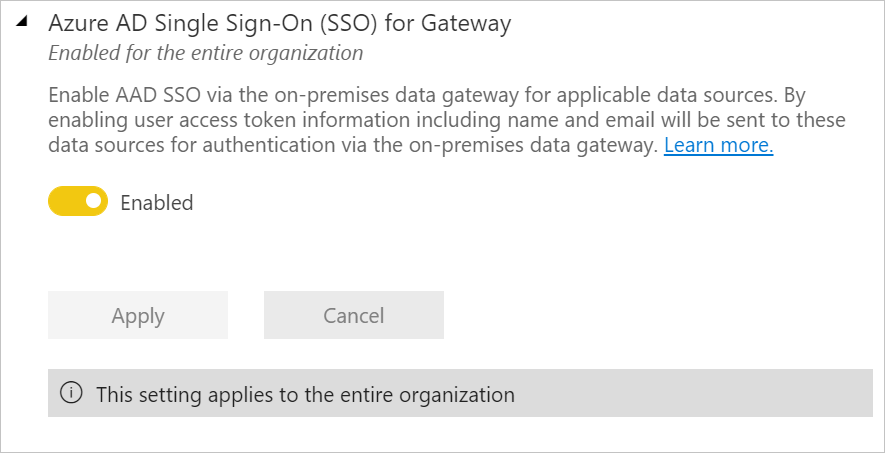 Azure AD Single Sign-On (SSO) for Gateway
Enabled for the entire organization
Enable AAD SSO via the on-premises data gateway for applicable data sources. By
enabling user access token information including name and email will be sent to these
data sources for authentication via the on-premises data gateway. Learn more.
Enabled
Apply
Cancel
This setting applies to the entire organization